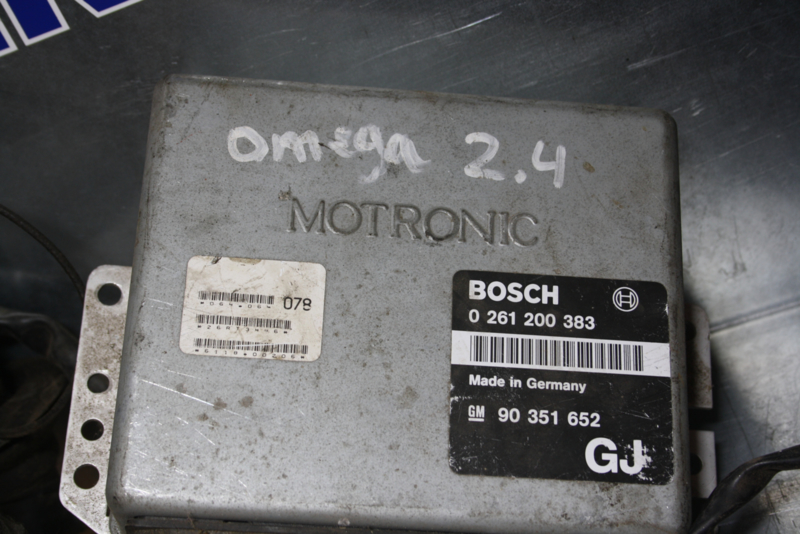 omega 2.4
MOTRONIC
078
BOSCH
0 261 200 383
Made in Germany
GM 90 351 652
GJ